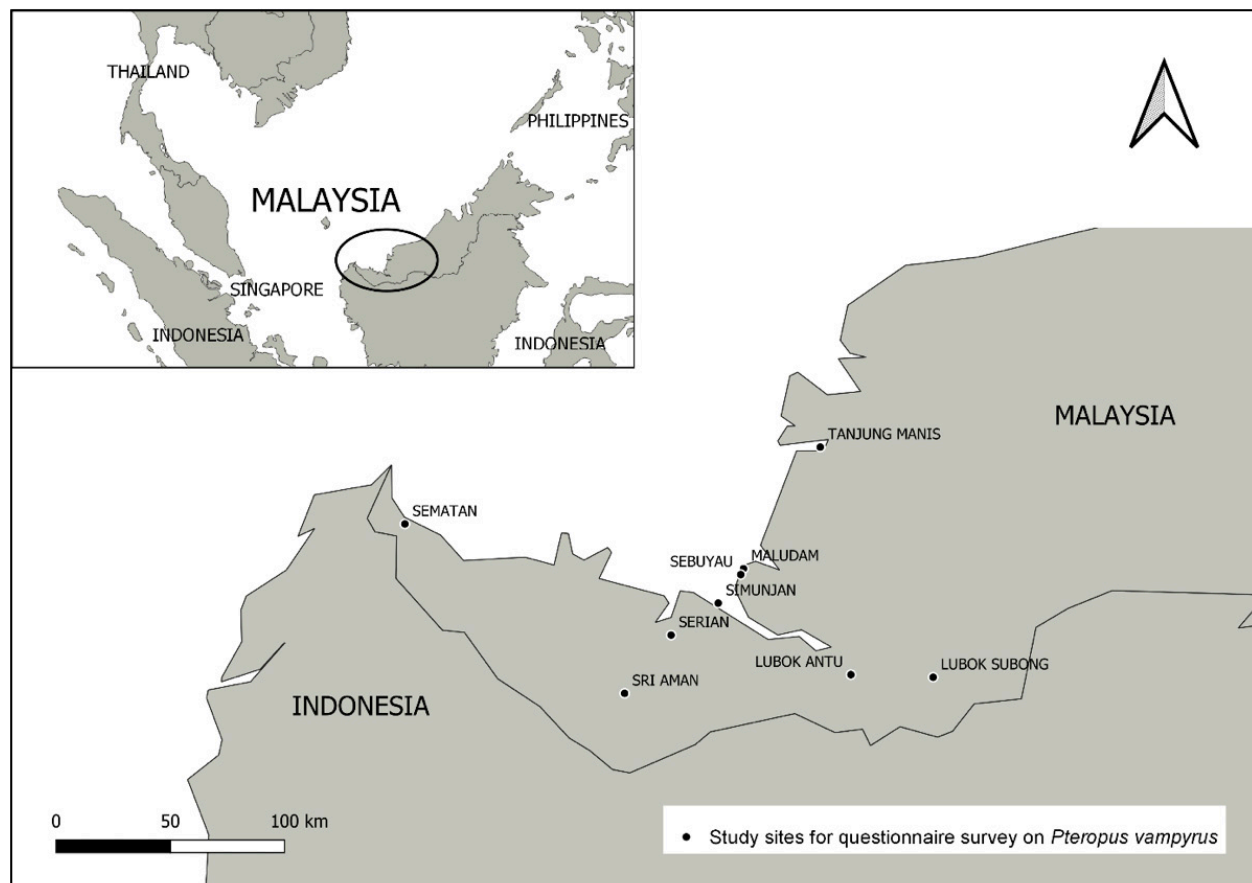 THAILAND
PHILIPPINES
MALAYSIA
SINGAPORE
INDONESIA
INDONESIA
MALAYSIA
TANJUNG MANIS
SEMATAN
SEBUYAU
MALUDAM
SIMUNJAN
SERIAN
LUBOK ANTU
LUBOK SUBONG
SRI AMAN
INDONESIA
0 50 100 km
Study sites for questionnaire survey on Pteropus vampyrus